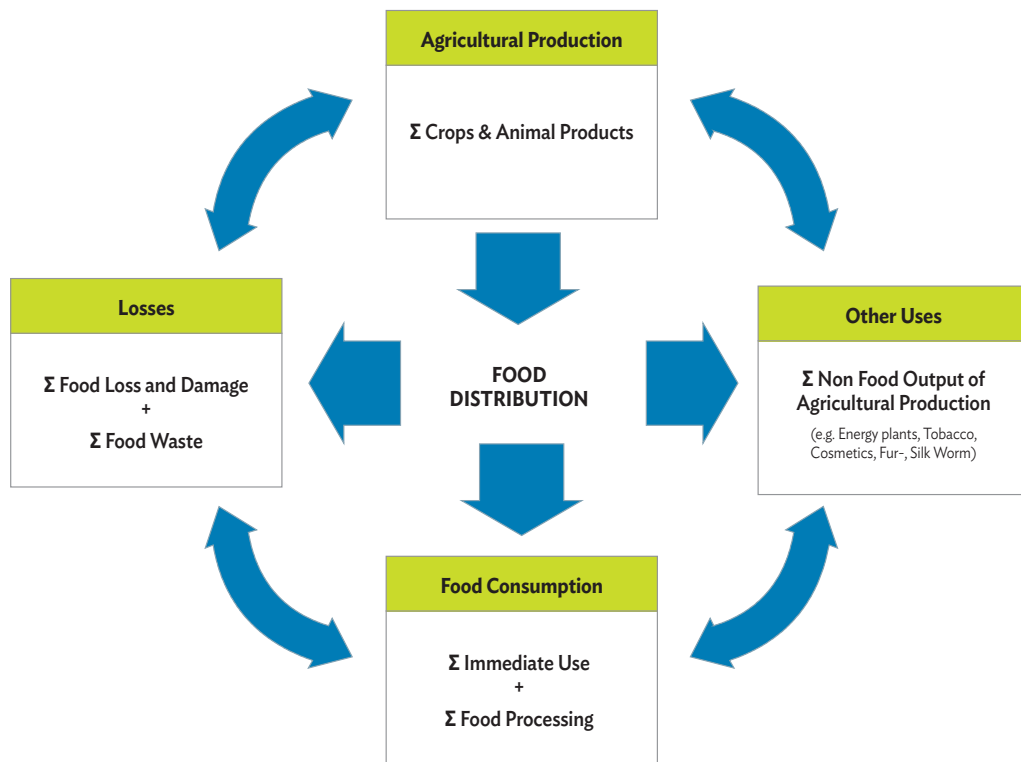 Agricultural Production
Σ Crops & Animal Products
Losses
Σ Food Loss and Damage
+
Σ Food Waste
FOOD
DISTRIBUTION
Other Uses
Σ Non Food Output of
Agricultural Production
(e.g. Energy plants, Tobacco,
Cosmetics, Fur-, Silk Worm)
Food Consumption
Σ Immediate Use
+
Σ Food Processing